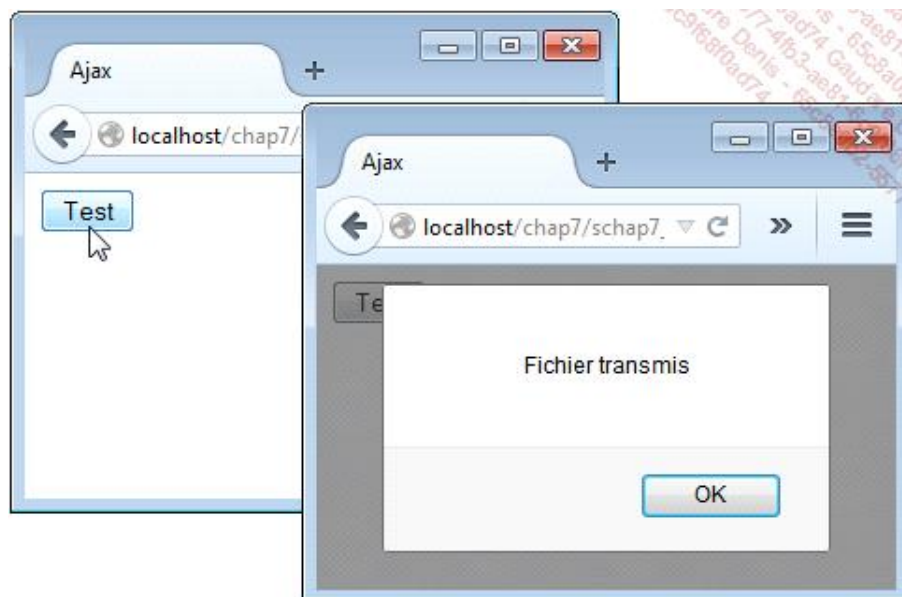 Ajax
localhost/chap7/
Test
Ajax
localhost/chap7/schap7_
Te
Fichier transmis
OK